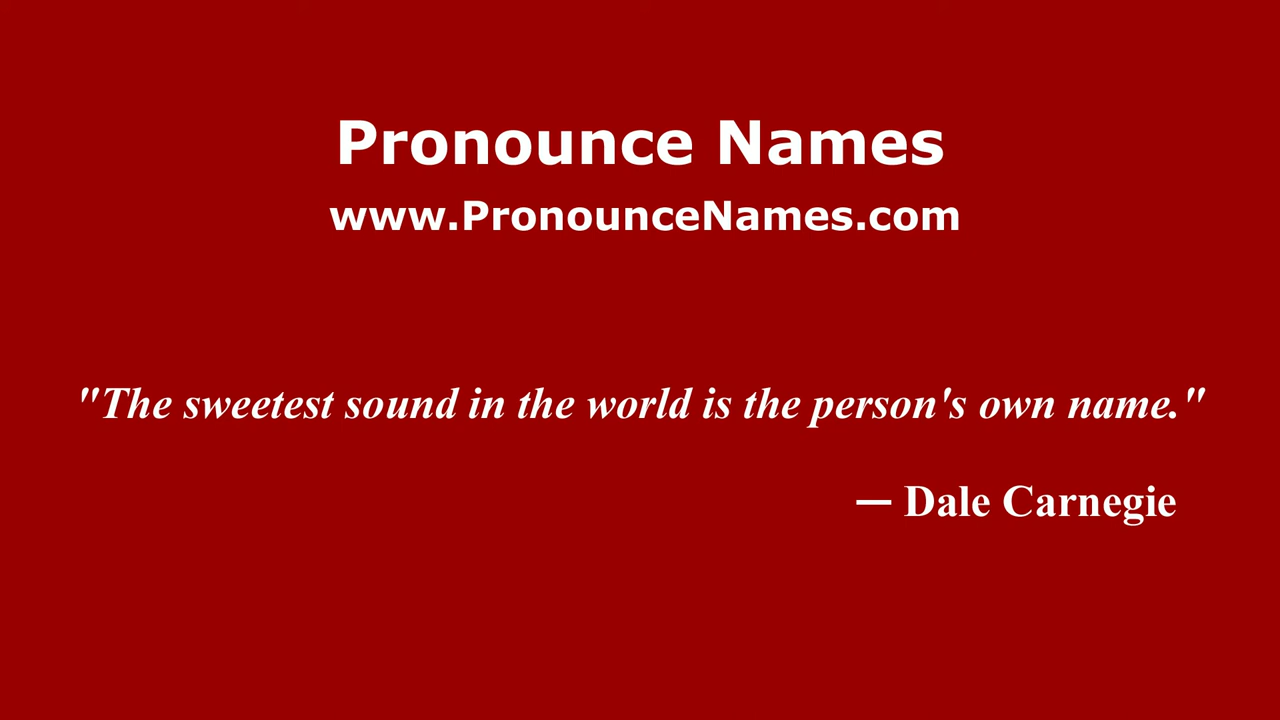 Pronounce Names
www.PronounceNames.com
"The sweetest sound in the world is the person's own name."
— Dale Carnegie